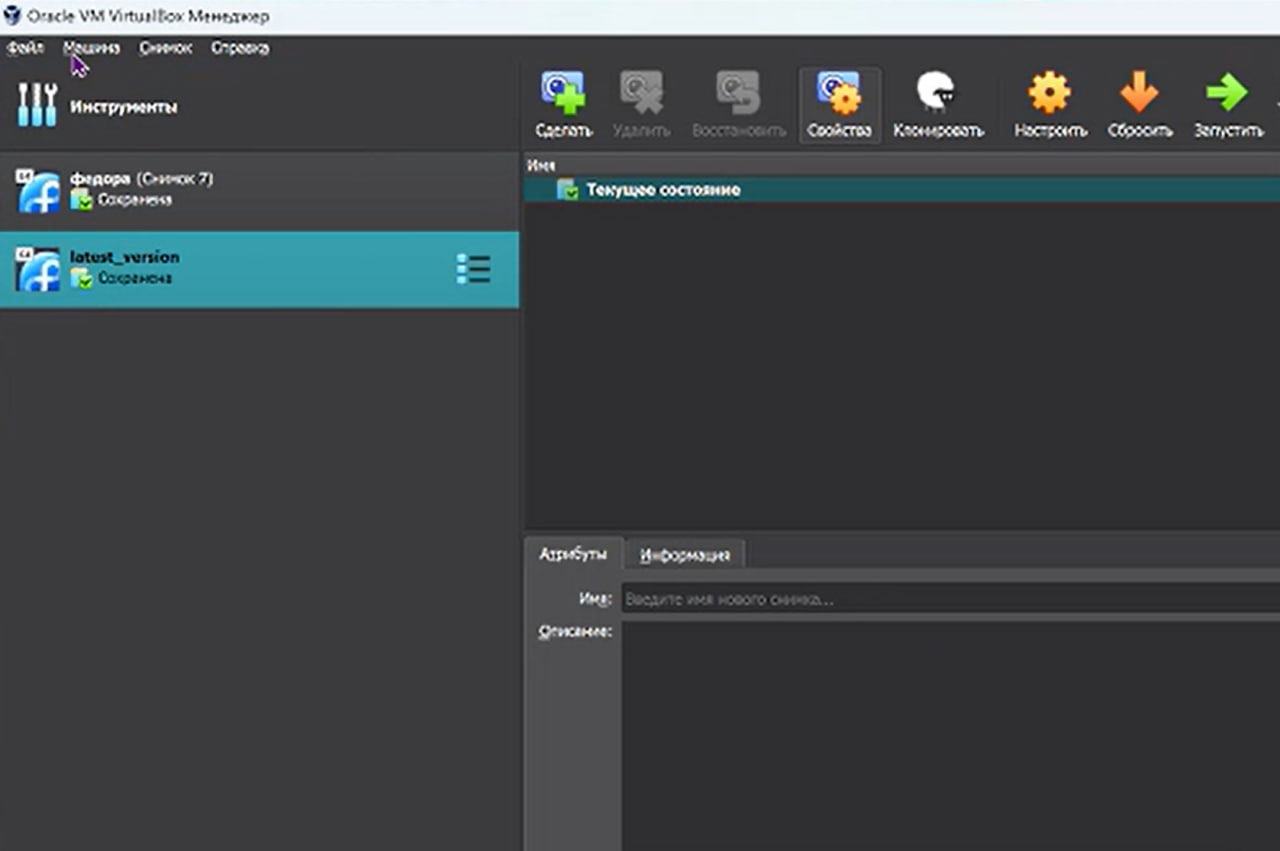 Oracle VM VirtualBox Менеджер
Файл Машина Снимок Справка
Инструменты
Сделать Удалить Восстановить Свойства Клонировать Настроить Сбросить Запустить
федора (Снимок 7)
Сохранена
latest_version
Сохранена
Имя
Текущее состояние
Атрибуты Информация
Имя: Введите имя нового снимка...
Описание: